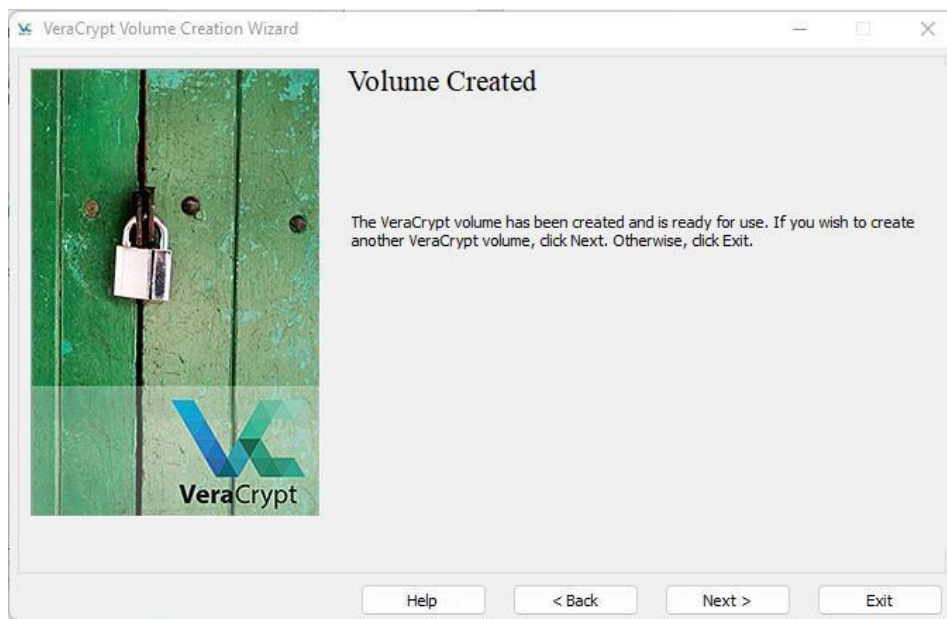 VeraCrypt Volume Creation Wizard
Volume Created
The VeraCrypt volume has been created and is ready for use. If you wish to create
another VeraCrypt volume, click Next. Otherwise, click Exit.
VeraCrypt
Help
< Back
Next >
Exit